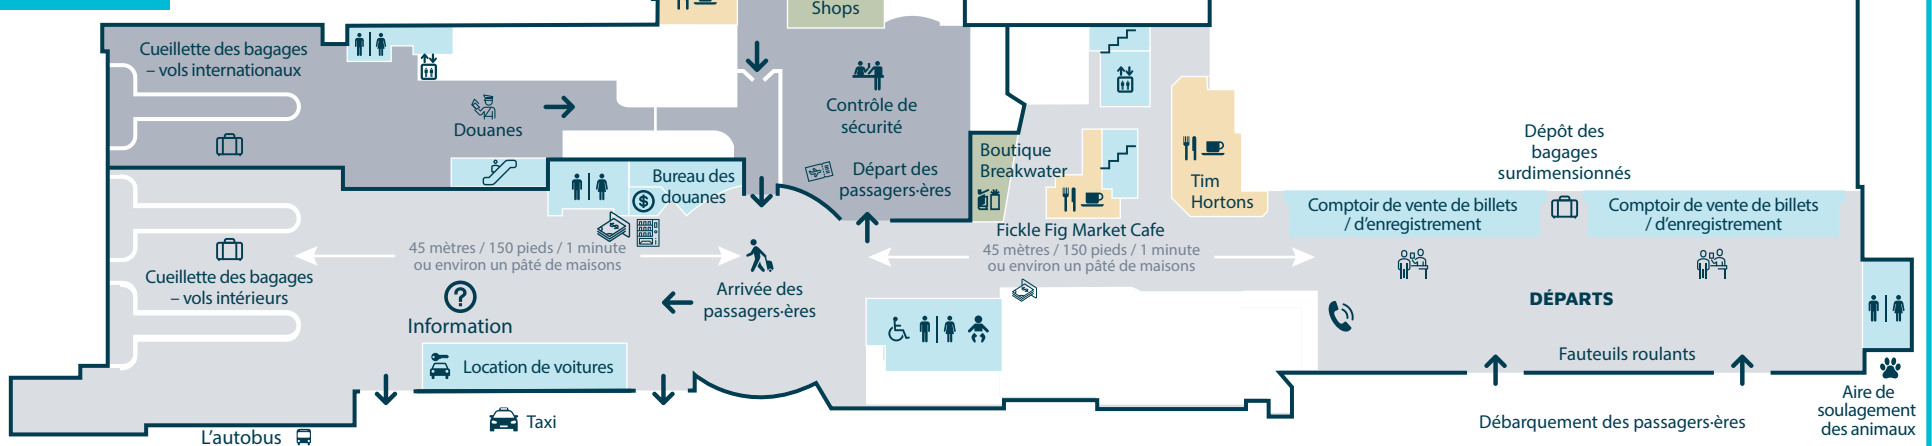 Shops
Cueillette des bagages
– vols internationaux
Douanes
Contrôle de
sécurité
Départ des
passagers·ères
Boutique
Breakwater
Bureau des
douanes
Tim
Hortons
Dépôt des
bagages
surdimensionnés
Comptoir de vente de billets
/ d’enregistrement
Comptoir de vente de billets
/ d’enregistrement
Fickle Fig Market Cafe
45 mètres / 150 pieds / 1 minute
ou environ un pâté de maisons
45 mètres / 150 pieds / 1 minute
ou environ un pâté de maisons
Cueillette des bagages
– vols intérieurs
Information
Arrivée des
passagers·ères
DÉPARTS
Location de voitures
Fauteuils roulants
Taxi
L’autobus
Débarquement des passagers·ères
Aire de
soulagement
des animaux